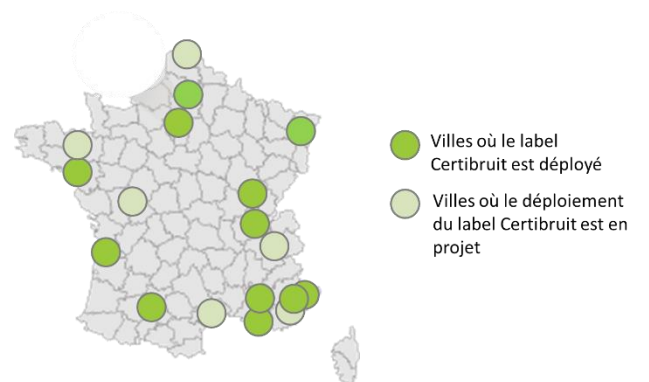 Villes où le label
Certibruit est déployé
Villes où le déploiement
du label Certibruit est en
projet